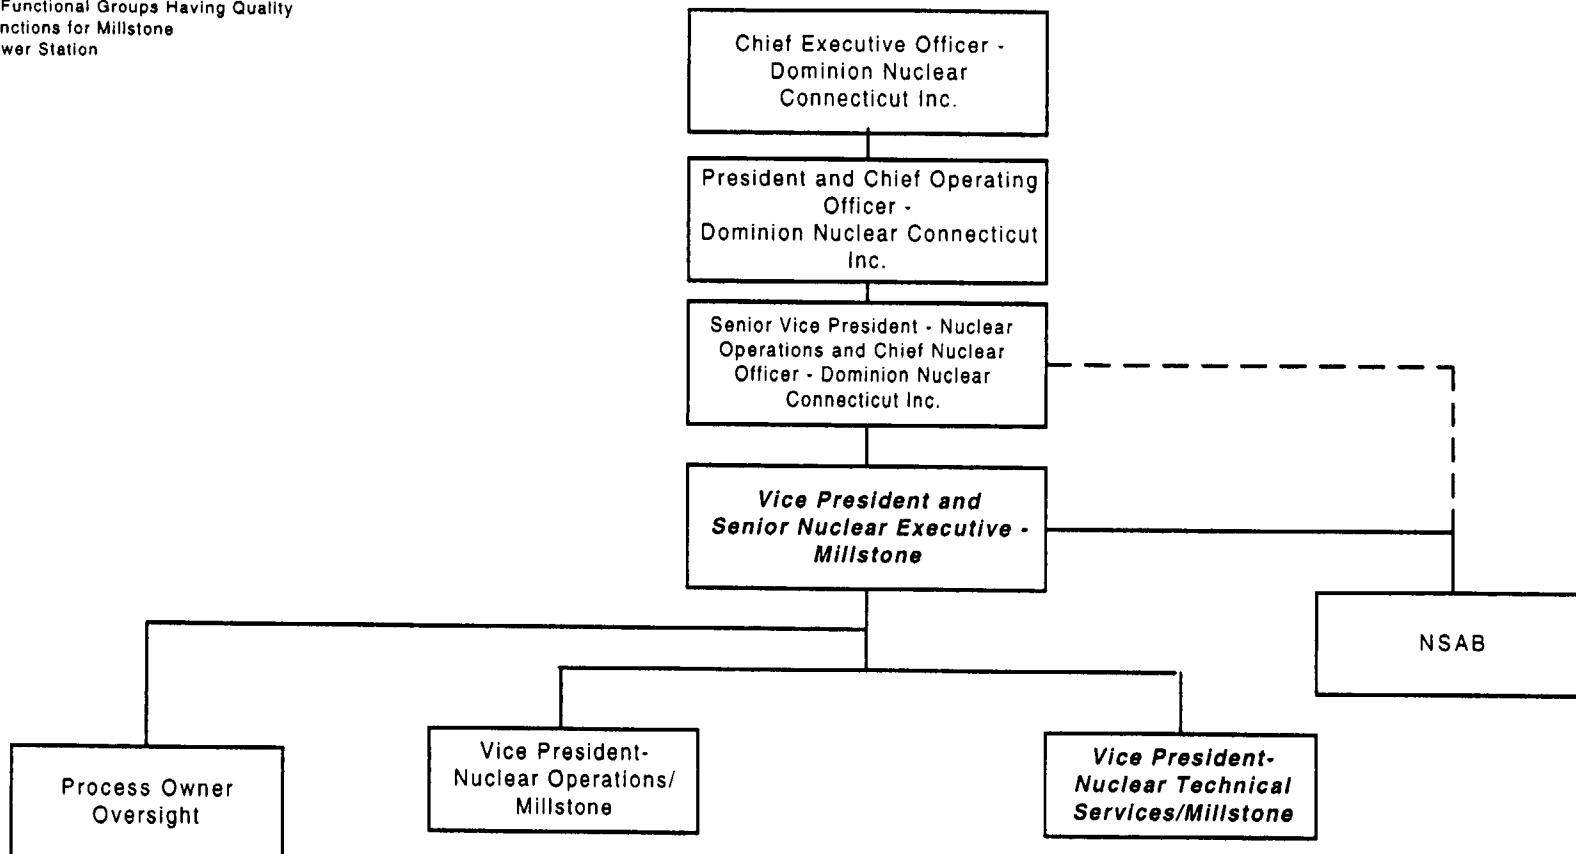 Functional Groups Having Quality
nctions for Millstone
wer Station
Chief Executive Officer -
Dominion Nuclear
Connecticut Inc.
President and Chief Operating
Officer -
Dominion Nuclear Connecticut
Inc.
Senior Vice President - Nuclear
Operations and Chief Nuclear
Officer - Dominion Nuclear
Connecticut Inc.
Vice President and
Senior Nuclear Executive -
Millstone
NSAB
Process Owner
Oversight
Vice President-
Nuclear Operations/
Millstone
Vice President-
Nuclear Technical
Services/Millstone